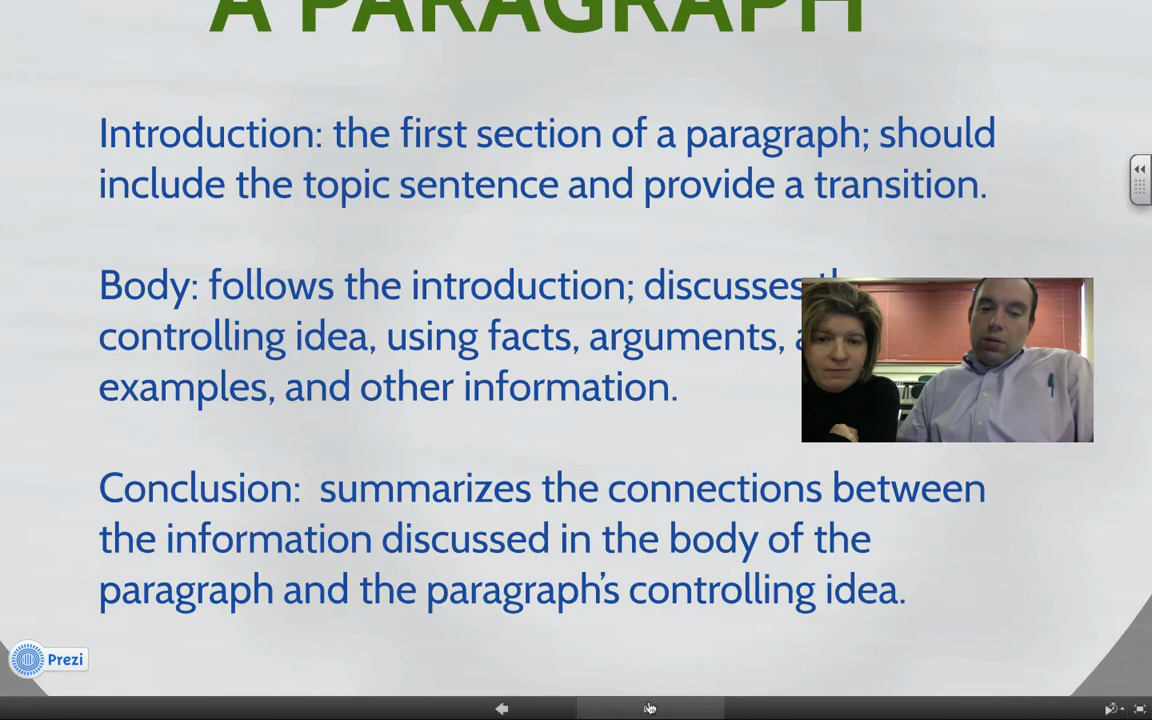 A PARAGRAPH
Introduction: the first section of a paragraph; should
include the topic sentence and provide a transition.
Body: follows the introduction; discusses
controlling idea, using facts, arguments,
examples, and other information.
Conclusion: summarizes the connections between
the information discussed in the body of the
paragraph and the paragraph's controlling idea.
Prezi